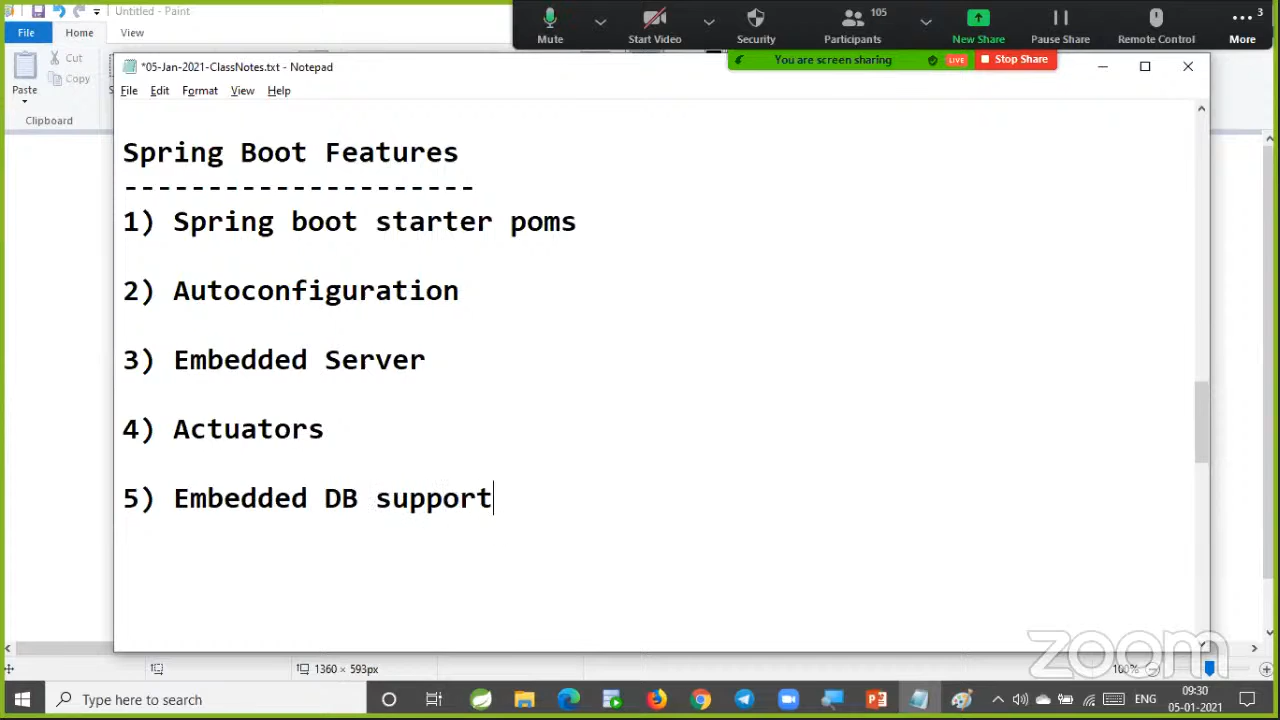 Untitled - Paint
File Home View
Paste
Cut
Copy
Clipboard
Mute
Start Video
Security
105
Participants
New Share
Pause Share
Remote Control
3
More
You are screen sharing
LIVE
Stop Share
*05-Jan-2021-ClassNotes.txt - Notepad
File Edit Format View Help
Spring Boot Features
---------------------
1) Spring boot starter poms
2) Autoconfiguration
3) Embedded Server
4) Actuators
5) Embedded DB support
zoom
1360 × 593px
100%
Type here to search
ENG
09:30
05-01-2021